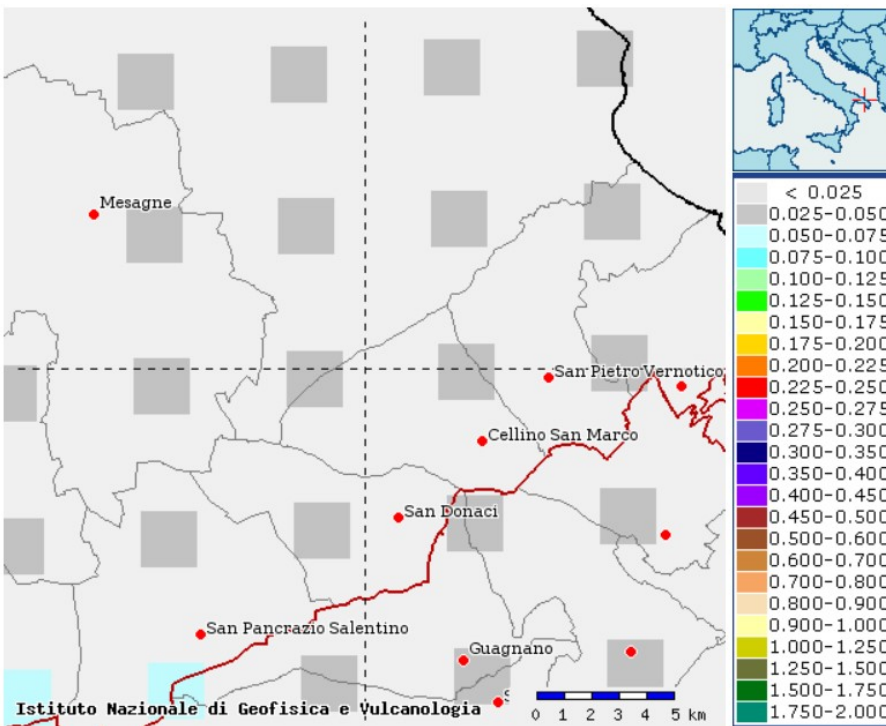 Mesagne
San Pietro Vernotico
Cellino San Marco
San Donaci
San Pancrazio Salentino
Guagnano
S
Istituto Nazionale di Geofisica e Vulcanologia
0 1 2 3 4 5 km
< 0.025
0.025-0.050
0.050-0.075
0.075-0.100
0.100-0.125
0.125-0.150
0.150-0.175
0.175-0.200
0.200-0.225
0.225-0.250
0.250-0.275
0.275-0.300
0.300-0.350
0.350-0.400
0.400-0.450
0.450-0.500
0.500-0.600
0.600-0.700
0.700-0.800
0.800-0.900
0.900-1.000
1.000-1.250
1.250-1.500
1.500-1.750
1.750-2.000